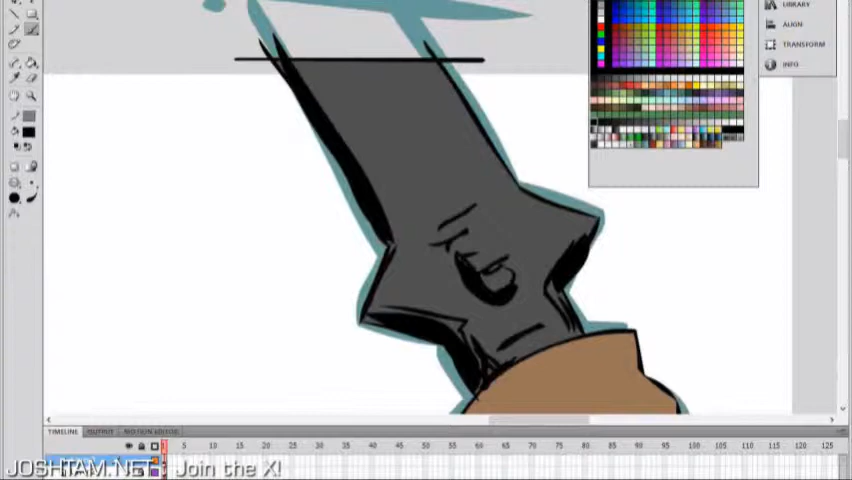 LIBRARY
ALIGN
TRANSFORM
INFO
TIMELINE OUTPUT MOTION EDITOR
1 5 10 15 20 25 30 35 40 45 50 55 60 65 70 75 80 85 90 95 100 105 110 115 120 125
JOSHTAM.NET : Join the X!